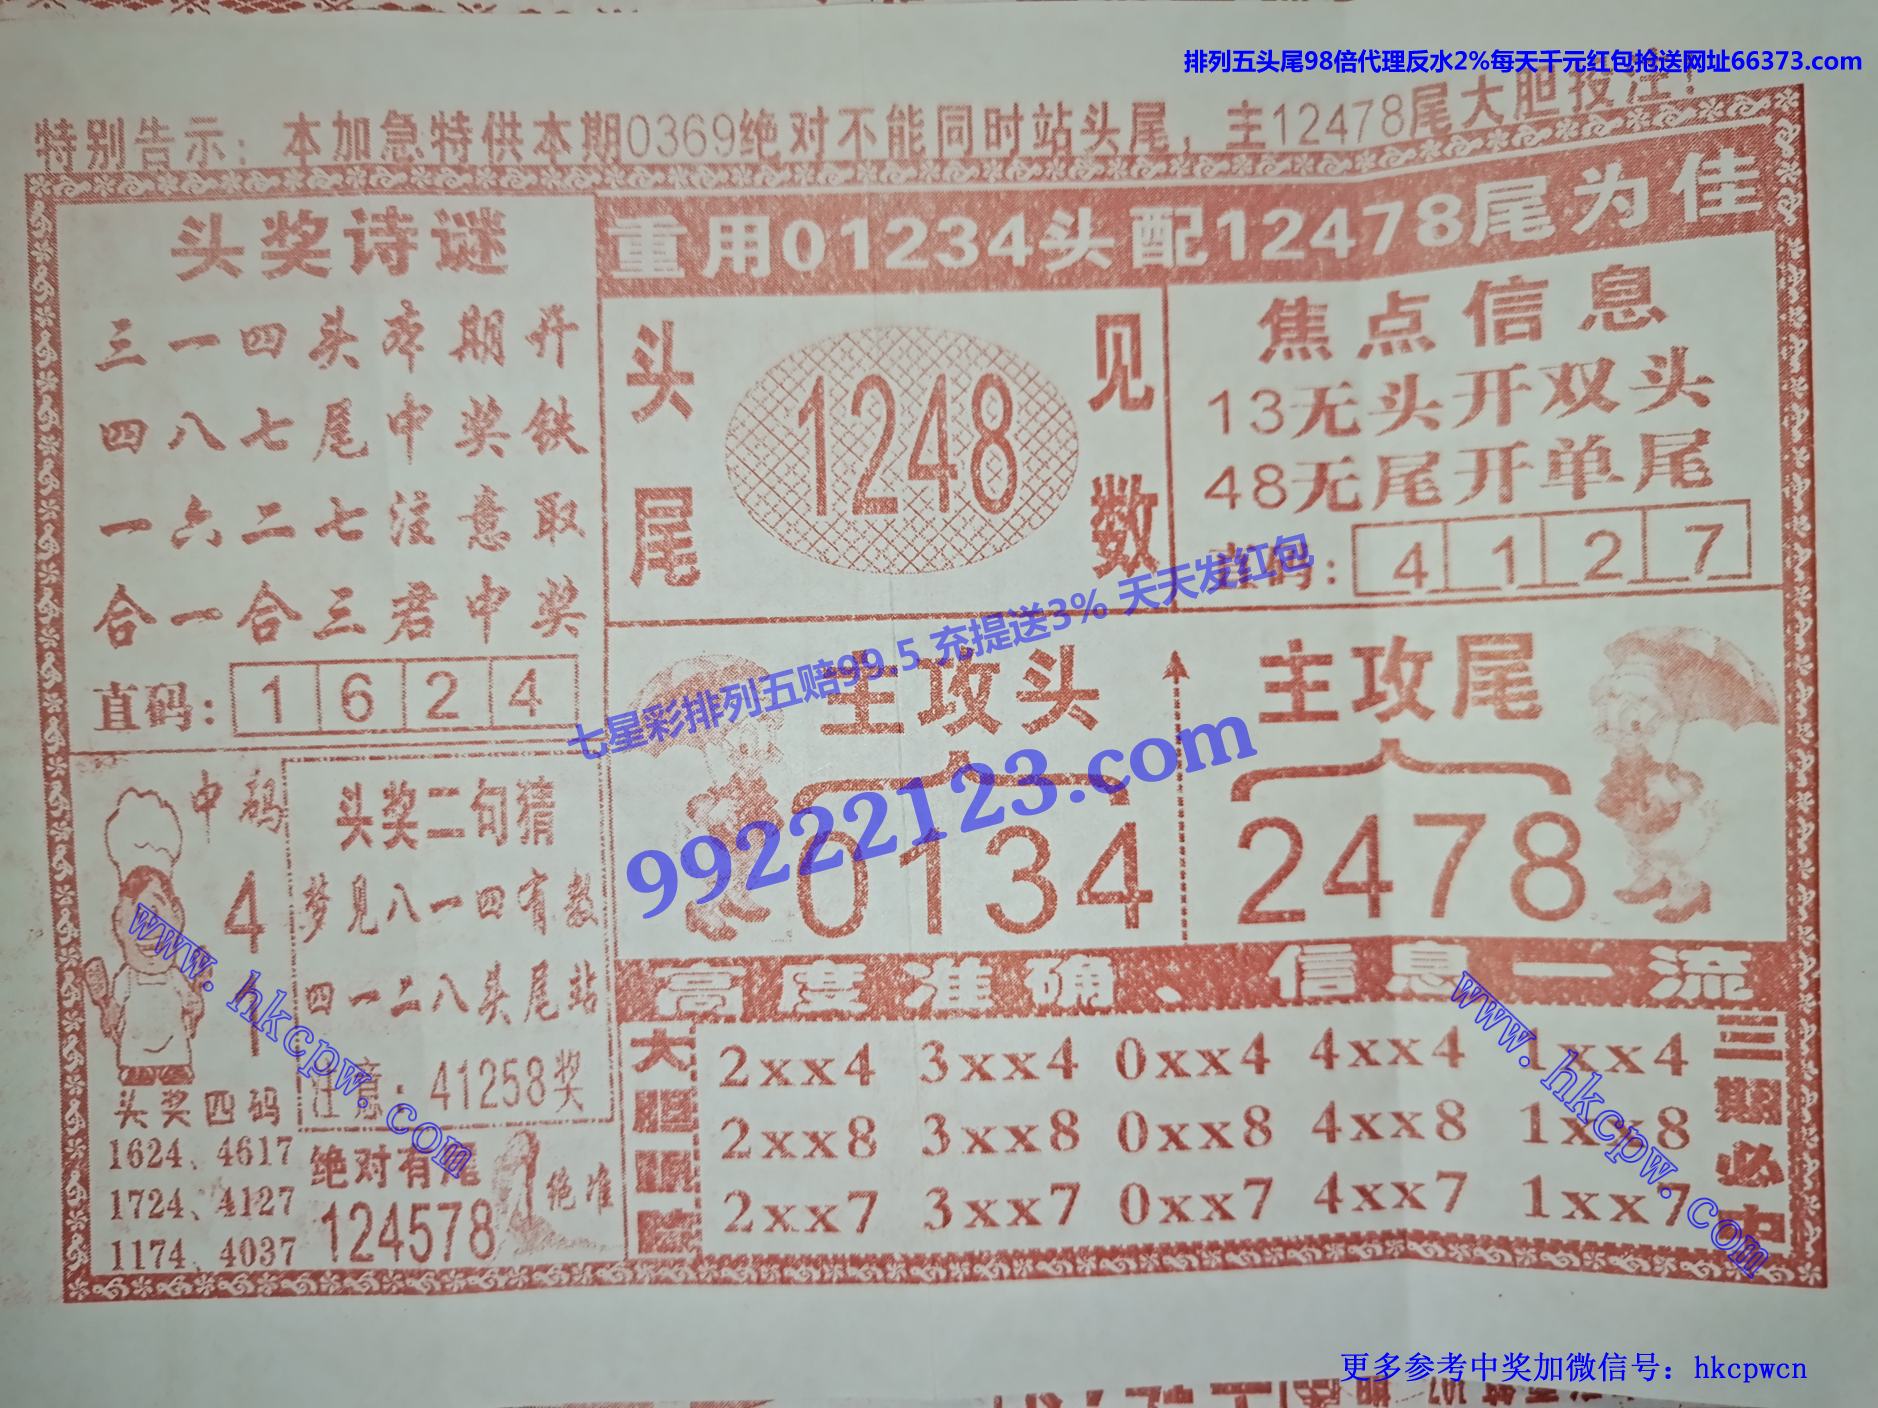 排列五头尾98倍代理反水2%每天千元红包抢送网址66373.com
特别告示：本加急特供本期0369绝对不能同时站头尾，主12478尾大胆投注！
头奖诗谜
三一四头本期开
四八七尾中奖铁
一六二七注意取
合一合三君中奖
直码：1624
重用01234头配12478尾为佳
头尾
1248
见数
焦点信息
13无头开双头
48无尾开单尾
直码：4127
七星彩排列五赔99.5 充提送3% 天天发红包
99222123.com
主攻头
0134
主攻尾
2478
中鹈
4
1
头奖四码
1624、4617
1724、4127
1174、4037
头奖二句猜
梦见八一四有数
四一二八头尾站
注意：41258奖
绝对有尾
124578
绝准
高度准确、信息一流
大胆
2xx4 3xx4 0xx4 4xx4 1xx4
2xx8 3xx8 0xx8 4xx8 1xx8
2xx7 3xx7 0xx7 4xx7 1xx7
三期必中
www.hkcpw.com
www.hkcpw.com
更多参考中奖加微信号：hkcpwcn